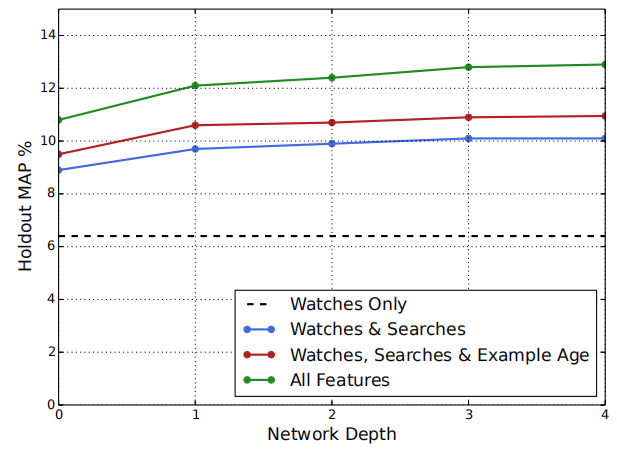 14
12
10
8
6
4
2
0
Holdout MAP %
Watches Only
Watches & Searches
Watches, Searches & Example Age
All Features
0 1 2 3 4
Network Depth